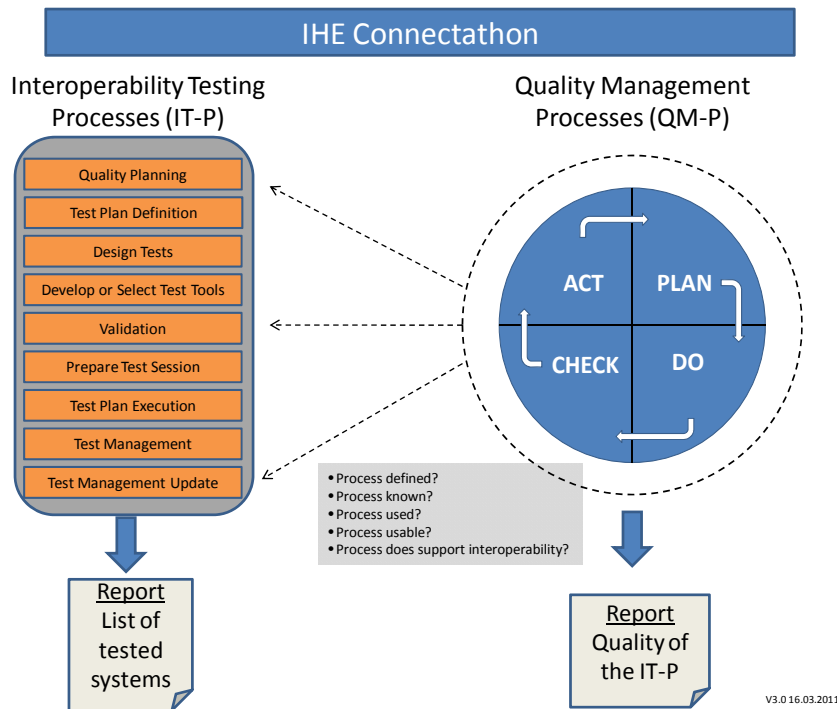 IHE Connectathon
Interoperability Testing
Processes (IT-P)
Quality Planning
Test Plan Definition
Design Tests
Develop or Select Test Tools
Validation
Prepare Test Session
Test Plan Execution
Test Management
Test Management Update
Report
List of
tested
systems
Quality Management
Processes (QM-P)
ACT
PLAN
CHECK
DO
• Process defined?
• Process known?
• Process used?
• Process usable?
• Process does support interoperability?
Report
Quality of
the IT-P
V3.0 16.03.2011